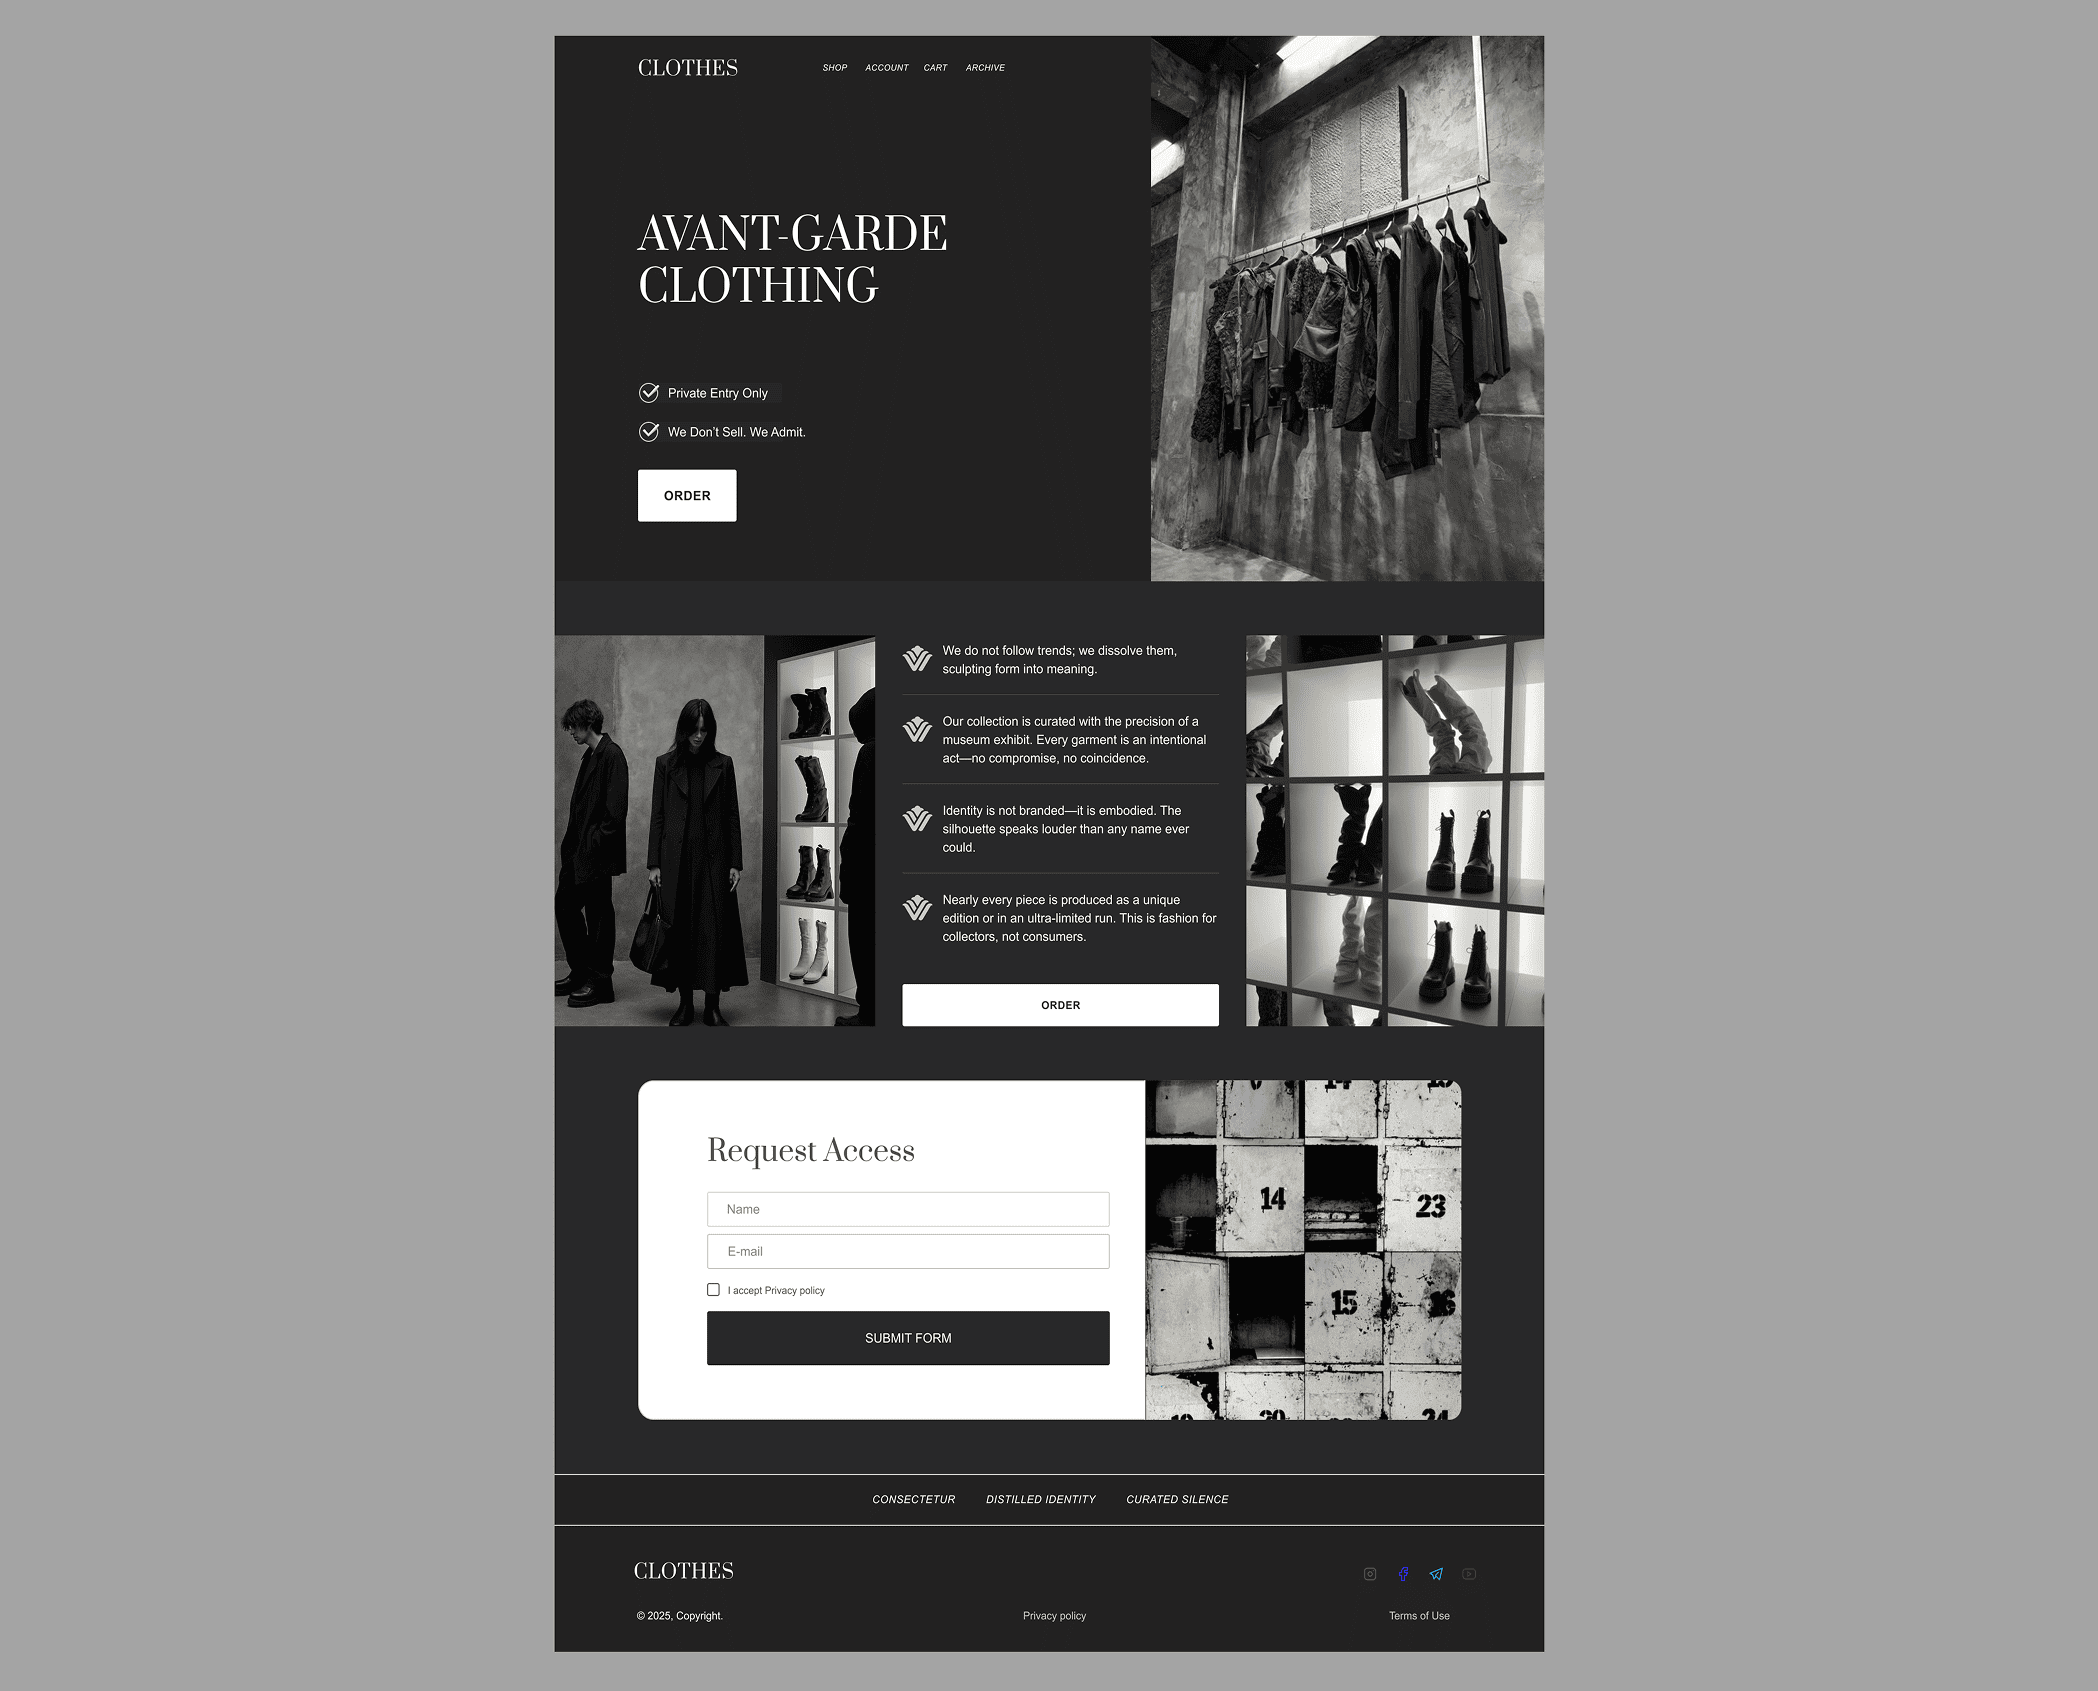 CLOTHES
SHOP ACCOUNT CART ARCHIVE
AVANT-GARDE
CLOTHING
Private Entry Only
We Don't Sell. We Admit.
ORDER
We do not follow trends; we dissolve them,
sculpting form into meaning.
Our collection is curated with the precision of a
museum exhibit. Every garment is an intentional
act—no compromise, no coincidence.
Identity is not branded—it is embodied. The
silhouette speaks louder than any name ever
could.
Nearly every piece is produced as a unique
edition or in an ultra-limited run. This is fashion for
collectors, not consumers.
ORDER
Request Access
Name
E-mail
I accept Privacy policy
SUBMIT FORM
14
14
23
15
16
19
20
24
CONSECTETUR DISTILLED IDENTITY CURATED SILENCE
CLOTHES
© 2025, Copyright. Privacy policy Terms of Use